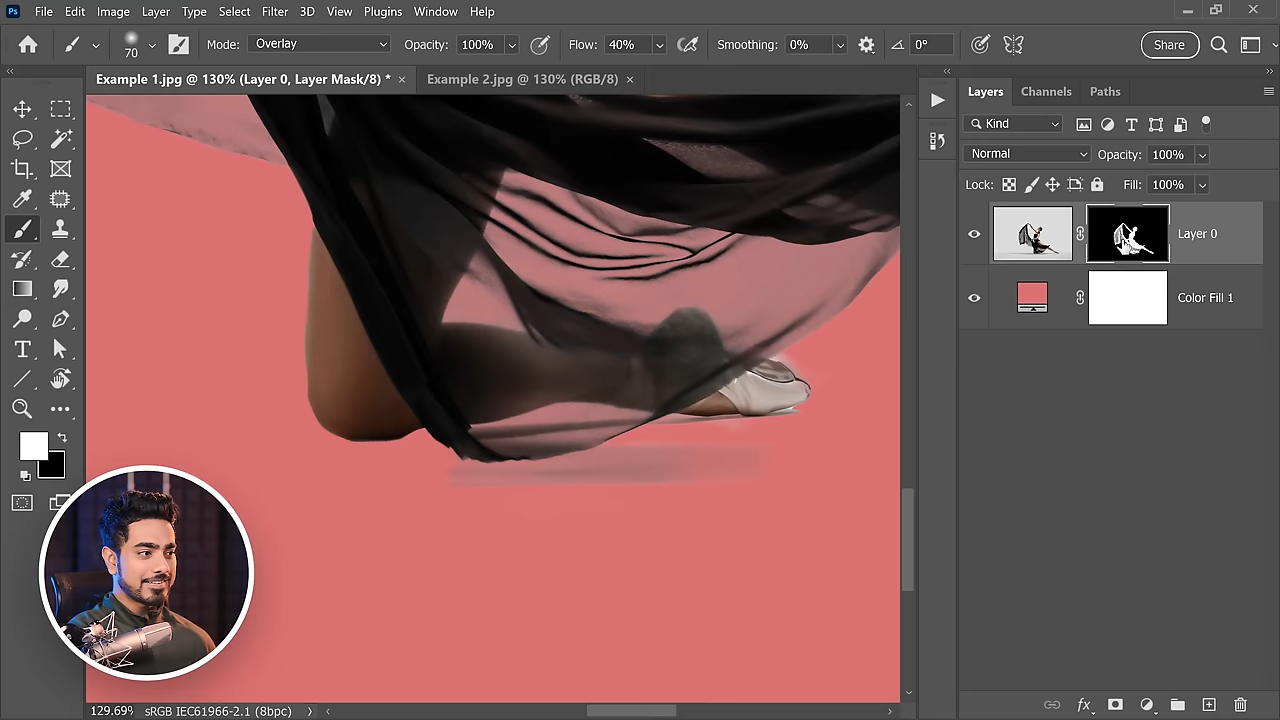 Ps File Edit Image Layer Type Select Filter 3D View Plugins Window Help
70 Mode: Overlay Opacity: 100% Flow: 40% Smoothing: 0% 0° Share
Example 1.jpg @ 130% (Layer 0, Layer Mask/8) * × Example 2.jpg @ 130% (RGB/8) ×
Layers Channels Paths
Kind
Normal Opacity: 100%
Lock: Fill: 100%
Layer 0
Color Fill 1
129.69% sRGB IEC61966-2.1 (8bpc)